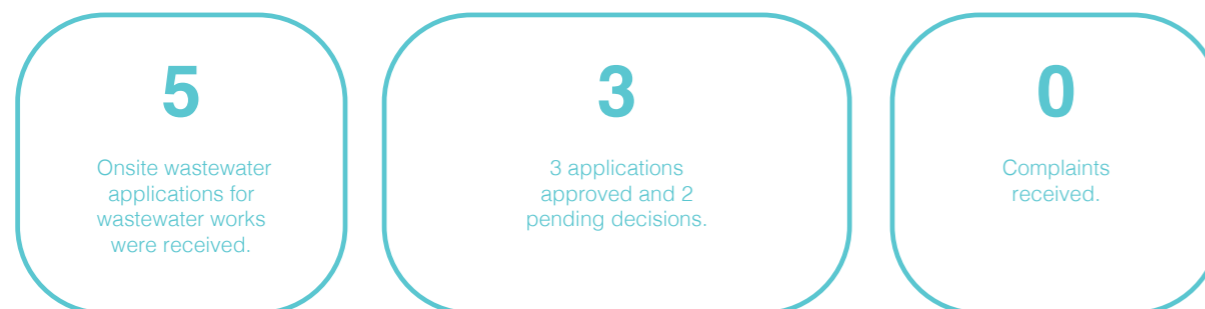 5
Onsite wastewater
applications for
wastewater works
were received.
3
3 applications
approved and 2
pending decisions.
0
Complaints
received.